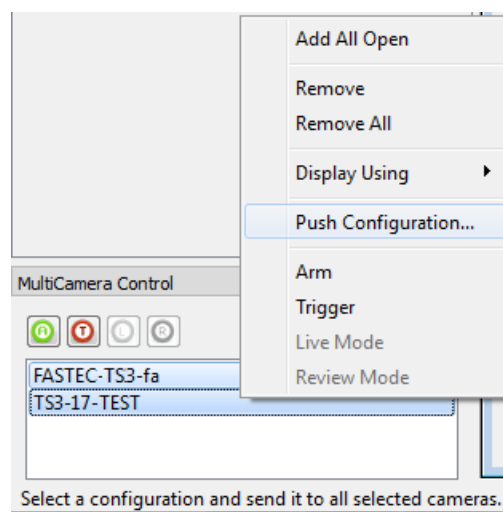 Add All Open
Remove
Remove All
Display Using
Push Configuration...
Arm
Trigger
Live Mode
Review Mode
MultiCamera Control
A T L R
FASTEC-TS3-fa
TS3-17-TEST
Select a configuration and send it to all selected cameras.